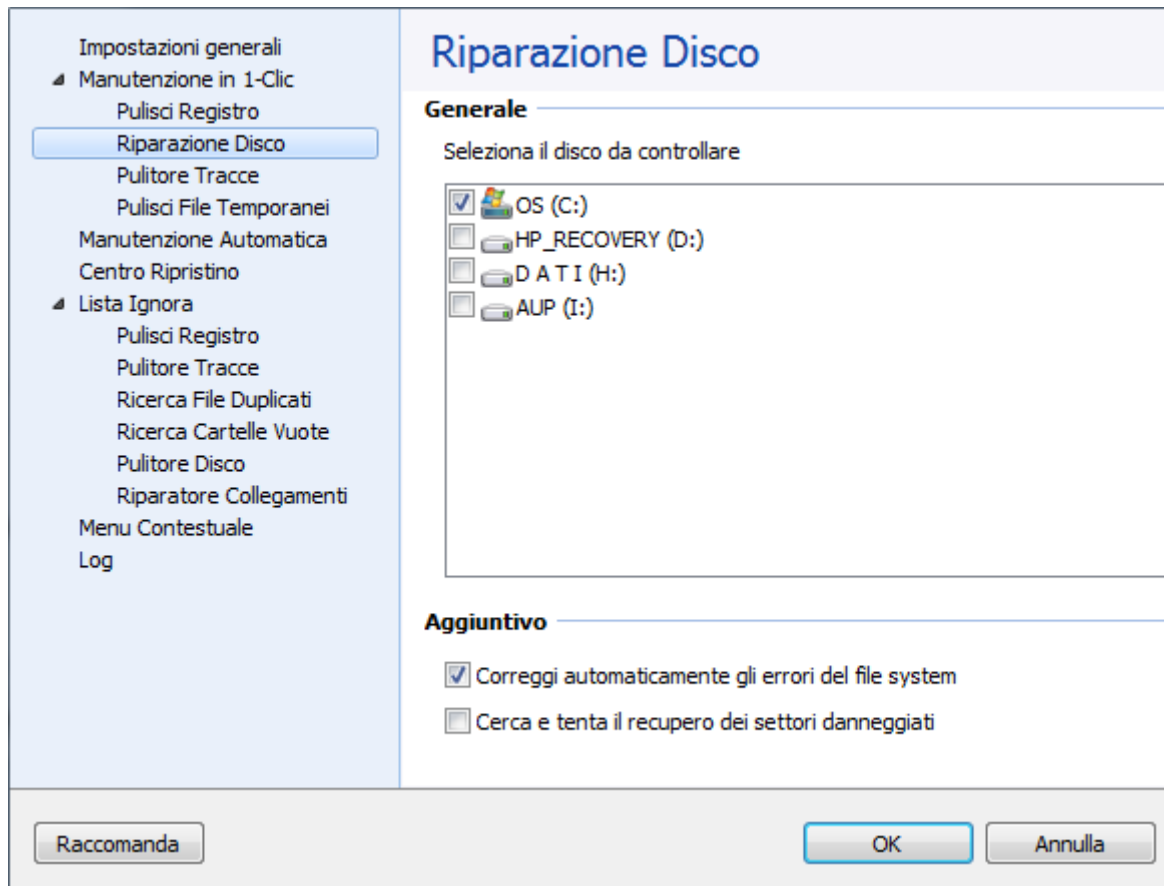 Impostazioni generali
Manutenzione in 1-Clic
Pulisci Registro
Riparazione Disco
Pulitore Tracce
Pulisci File Temporanei
Manutenzione Automatica
Centro Ripristino
Lista Ignora
Pulisci Registro
Pulitore Tracce
Ricerca File Duplicati
Ricerca Cartelle Vuote
Pulitore Disco
Riparatore Collegamenti
Menu Contestuale
Log
Riparazione Disco
Generale
Seleziona il disco da controllare
OS (C:)
HP_RECOVERY (D:)
D A T I (H:)
AUP (I:)
Aggiuntivo
Correggi automaticamente gli errori del file system
Cerca e tenta il recupero dei settori danneggiati
Raccomanda
OK
Annulla